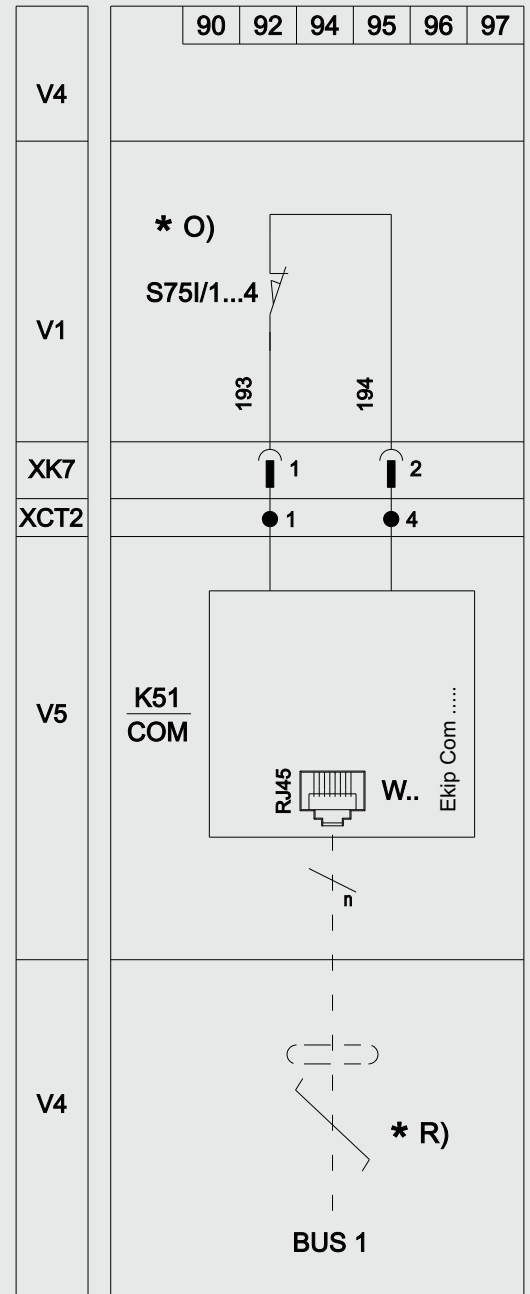 90 92 94 95 96 97
V4
* O)
S75I/1...4
V1
193 194
XK7 1 2
XCT2 1 4
V5
K51
COM
RJ45 W.. Ekip Com .....
n
V4
* R)
BUS 1